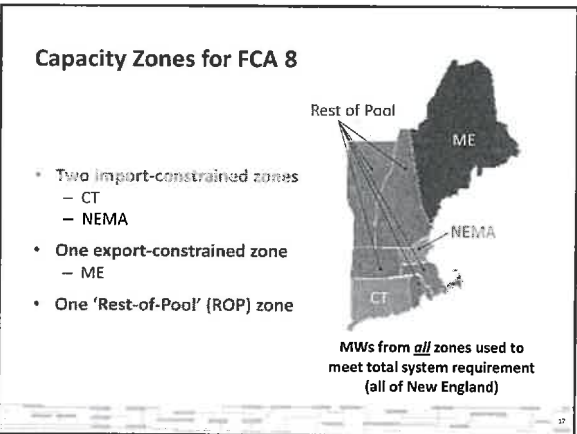 Capacity Zones for FCA 8
Rest of Pool
ME
• Two import-constrained zones
– CT
– NEMA
NEMA
• One export-constrained zone
– ME
• One 'Rest-of-Pool' (ROP) zone
CT
MWs from all zones used to
meet total system requirement
(all of New England)
17